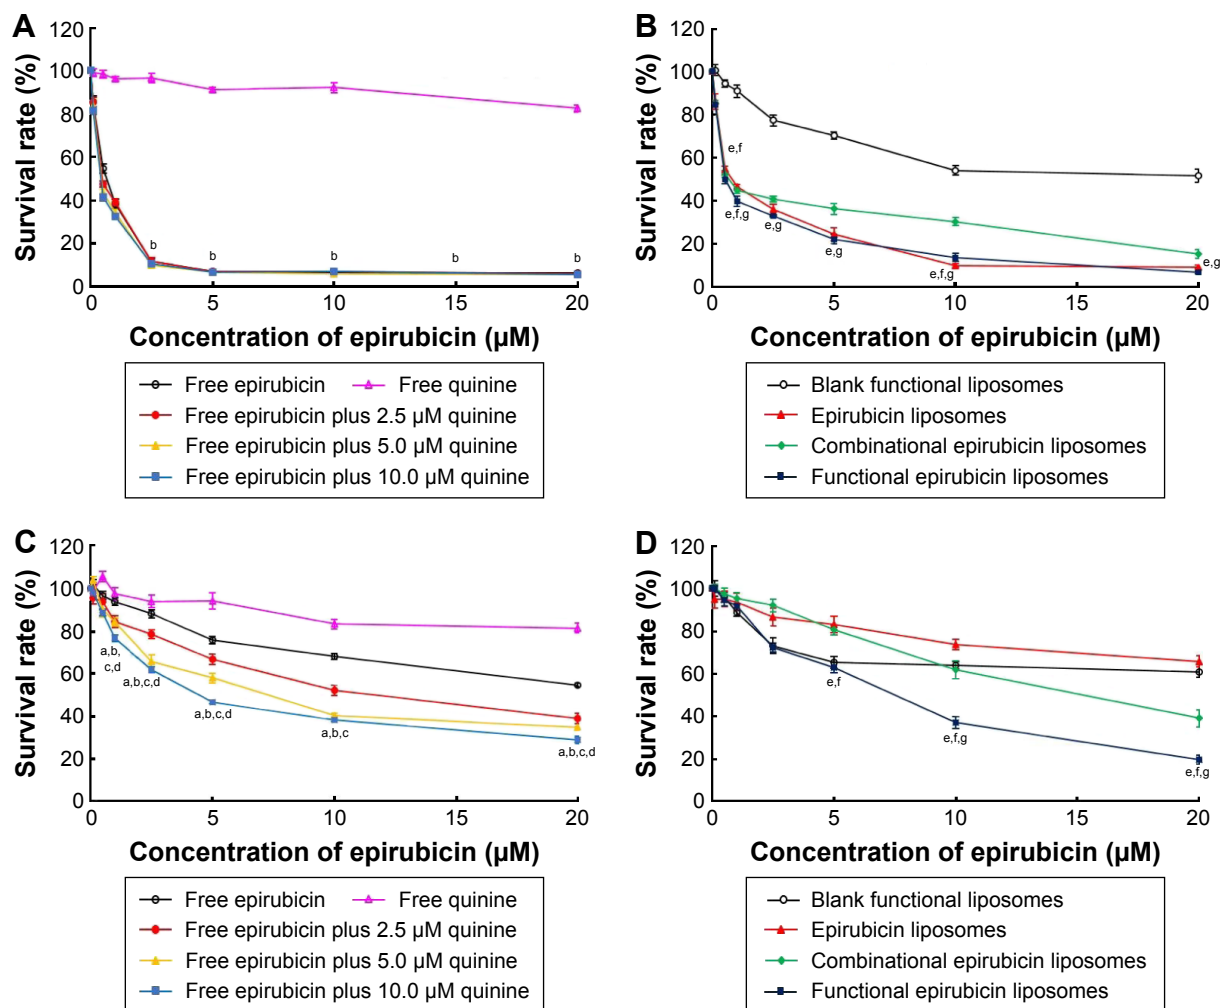 A
Survival rate (%)
120
100
80
60
40
20
0
b
b
b
b
b
0
5
10
15
20
Concentration of epirubicin (µM)
Free epirubicin
Free quinine
Free epirubicin plus 2.5 µM quinine
Free epirubicin plus 5.0 µM quinine
Free epirubicin plus 10.0 µM quinine
B
Survival rate (%)
120
100
80
60
40
20
0
e,f
e,f,g
e,g
e,g
e,f,g
e,g
0
5
10
15
20
Concentration of epirubicin (µM)
Blank functional liposomes
Epirubicin liposomes
Combinational epirubicin liposomes
Functional epirubicin liposomes
C
Survival rate (%)
120
100
80
60
40
20
0
a,b,
c,d
a,b,c,d
a,b,c,d
a,b,c
a,b,c,d
0
5
10
15
20
Concentration of epirubicin (µM)
Free epirubicin
Free quinine
Free epirubicin plus 2.5 µM quinine
Free epirubicin plus 5.0 µM quinine
Free epirubicin plus 10.0 µM quinine
D
Survival rate (%)
120
100
80
60
40
20
0
e,f
e,f,g
e,f,g
0
5
10
15
20
Concentration of epirubicin (µM)
Blank functional liposomes
Epirubicin liposomes
Combinational epirubicin liposomes
Functional epirubicin liposomes